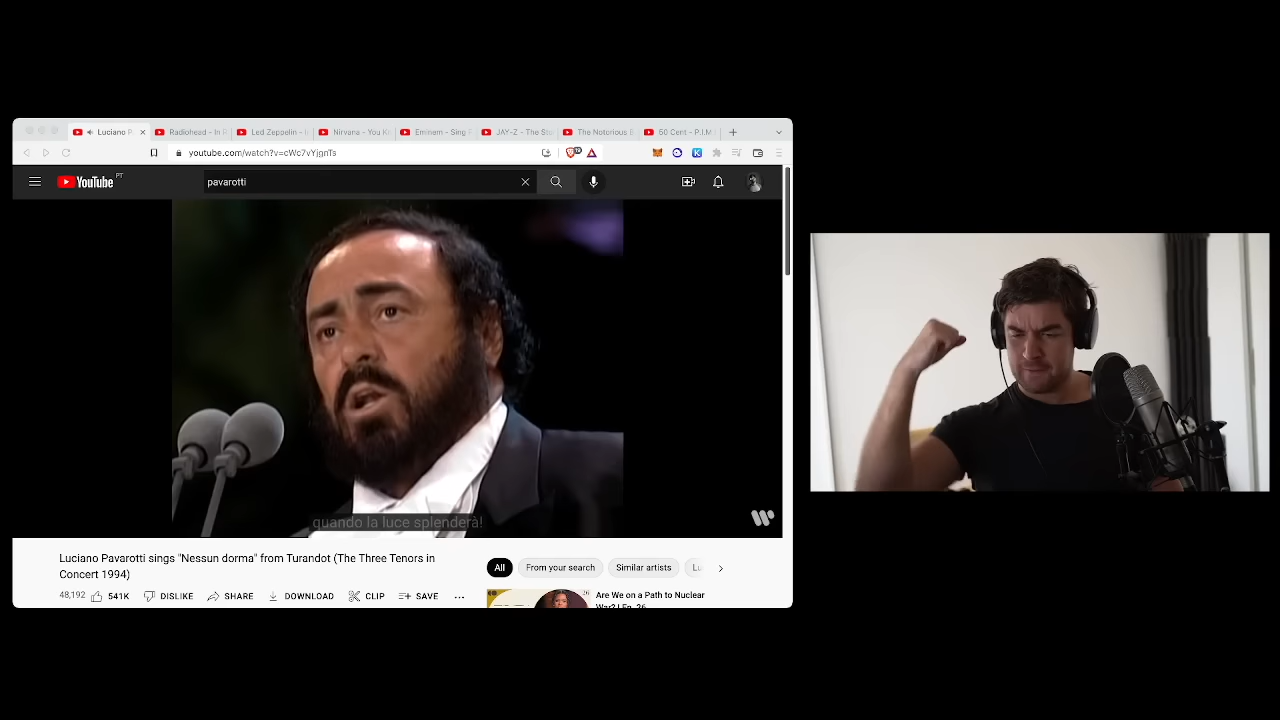 Luciano P
Radiohead - In R
Led Zeppelin -
Nirvana - You K
Eminem - Sing F
JAY-Z - The Sto
The Notorious B
50 Cent - P.I.M
youtube.com/watch?v=cWc7vYjgnTs
YouTube PT
pavarotti
quando la luce splenderà!
Luciano Pavarotti sings "Nessun dorma" from Turandot (The Three Tenors in
Concert 1994)
All
From your search
Similar artists
Lu
48,192
541K
DISLIKE
SHARE
DOWNLOAD
CLIP
SAVE
Are We on a Path to Nuclear
War? | Ep. 26